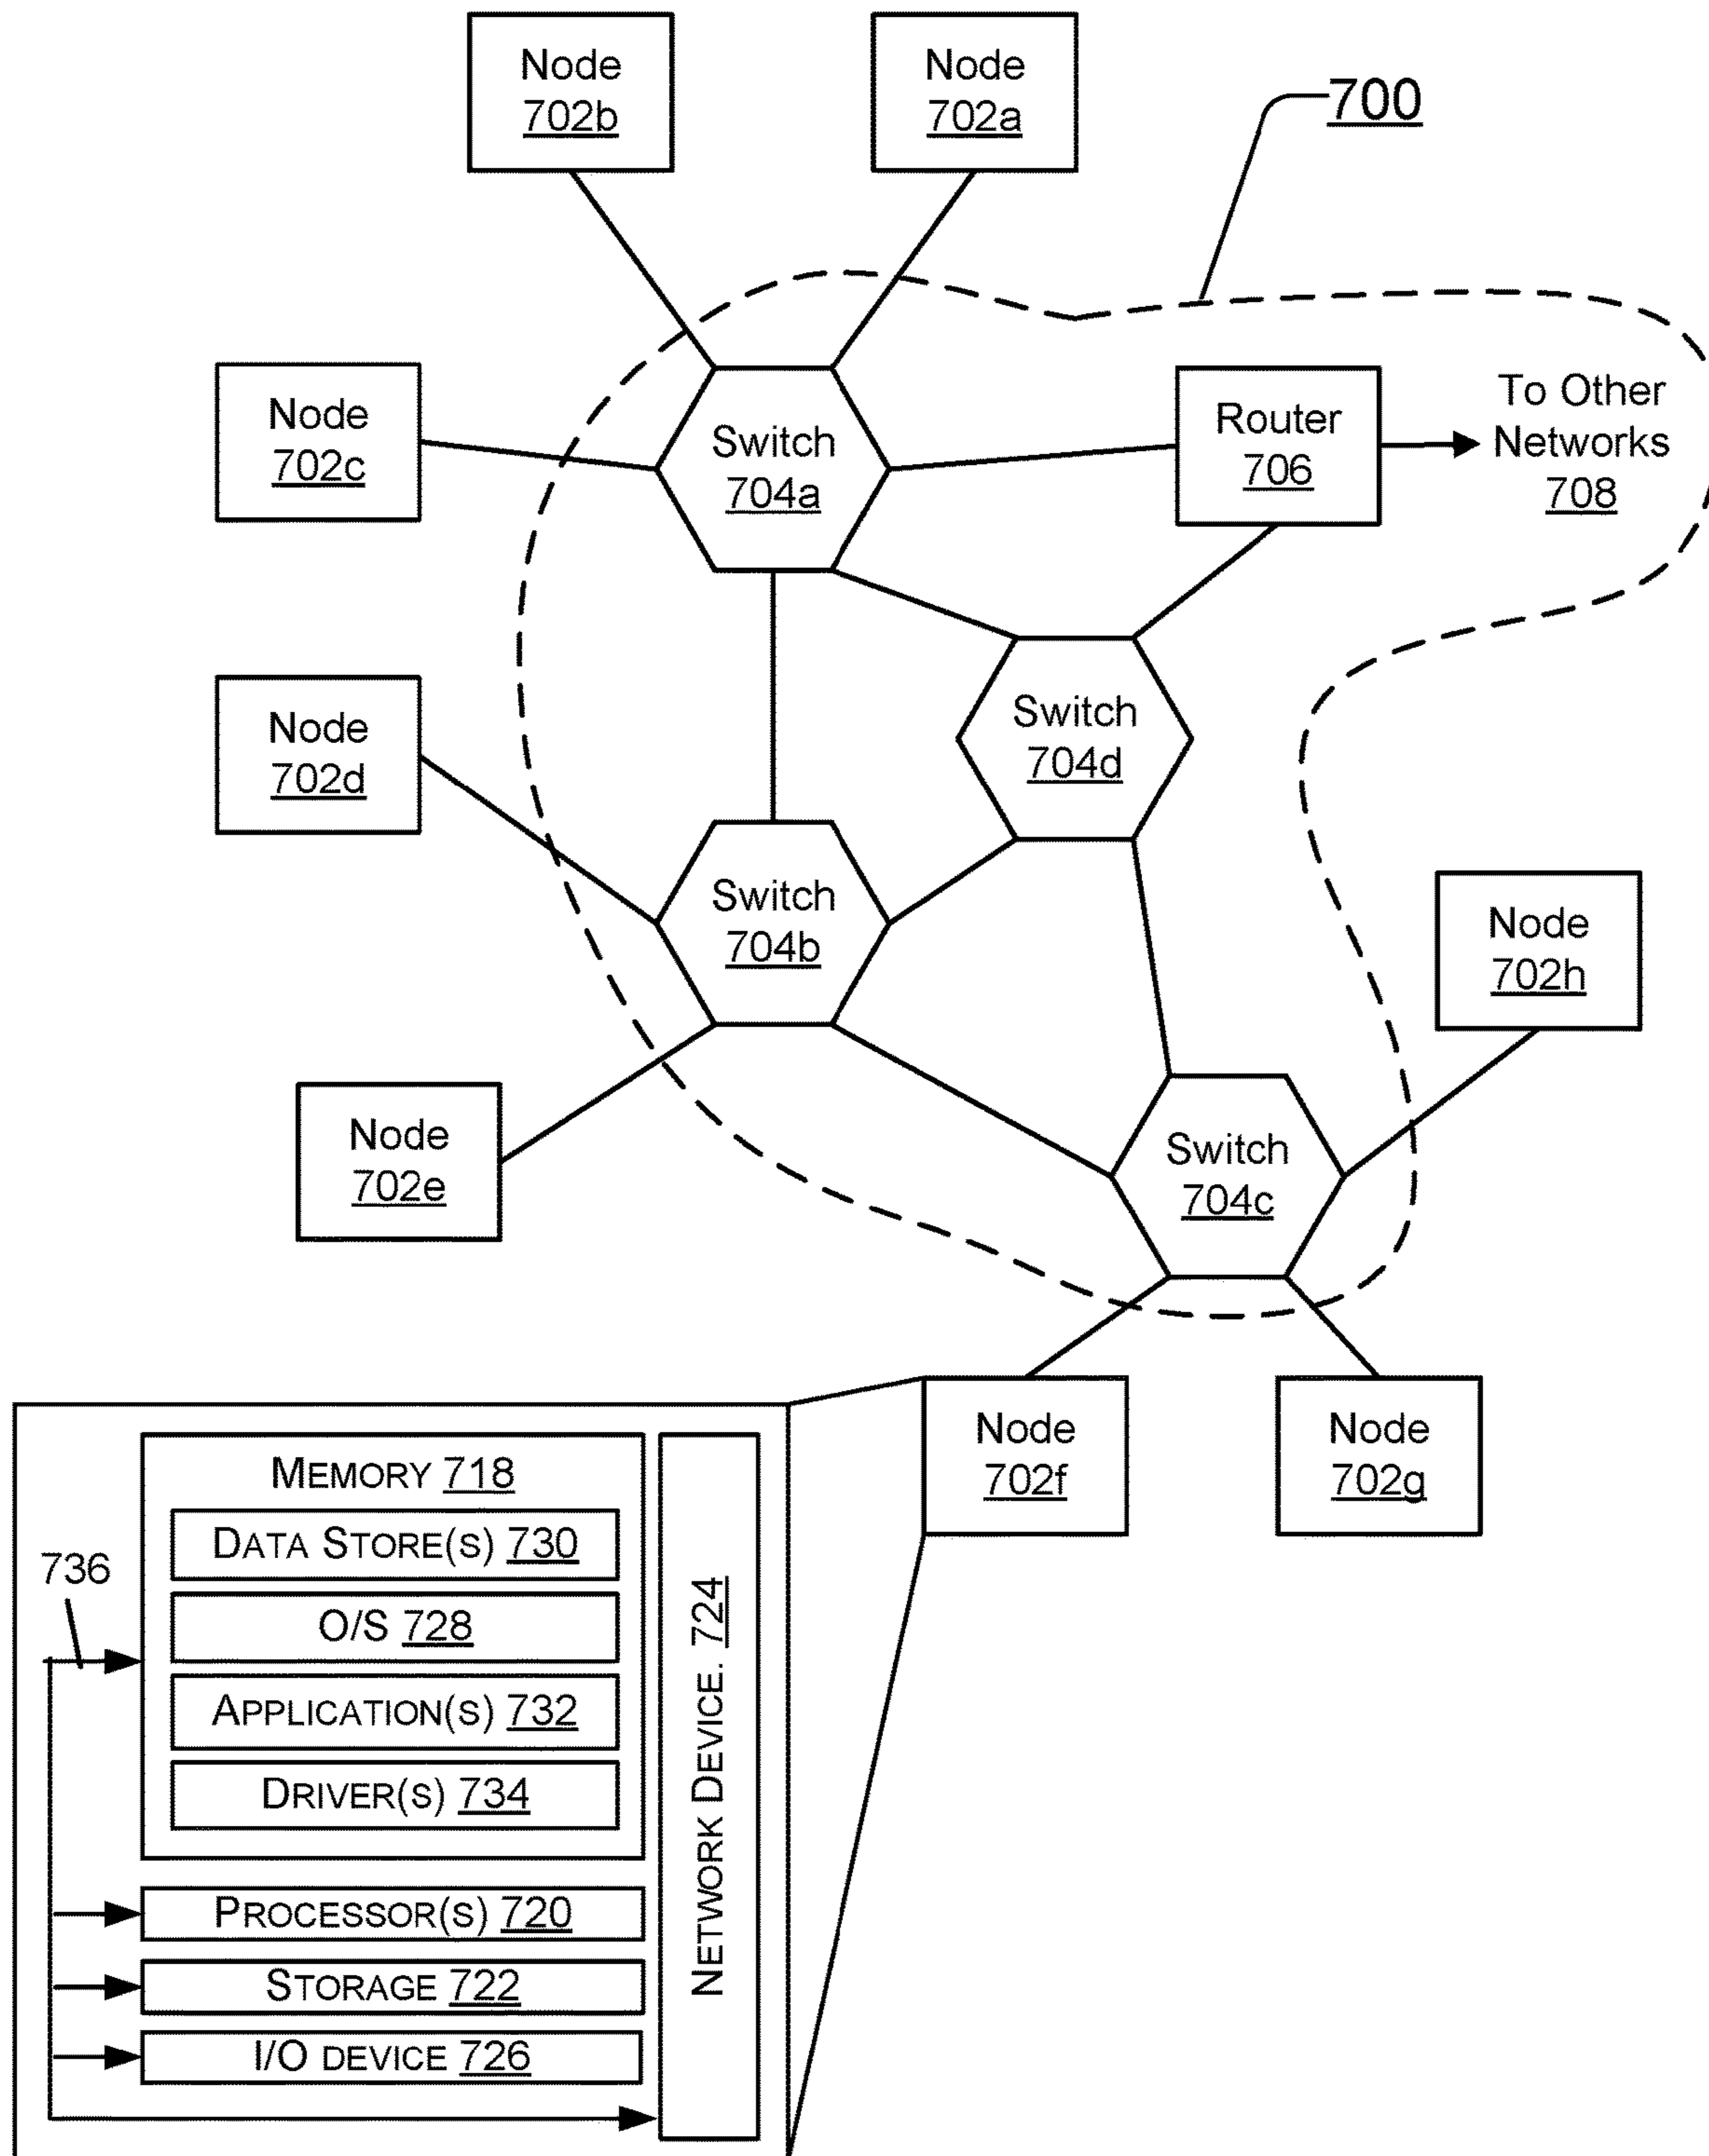 Node
702b
Node
702a
700
Node
702c
Switch
704a
Router
706
To Other
Networks
708
Node
702d
Switch
704d
Switch
704b
Node
702h
Node
702e
Switch
704c
Node
702f
Node
702g
MEMORY 718
DATA STORE(S) 730
736
O/S 728
APPLICATION(S) 732
DRIVER(S) 734
NETWORK DEVICE. 724
PROCESSOR(S) 720
STORAGE 722
I/O DEVICE 726